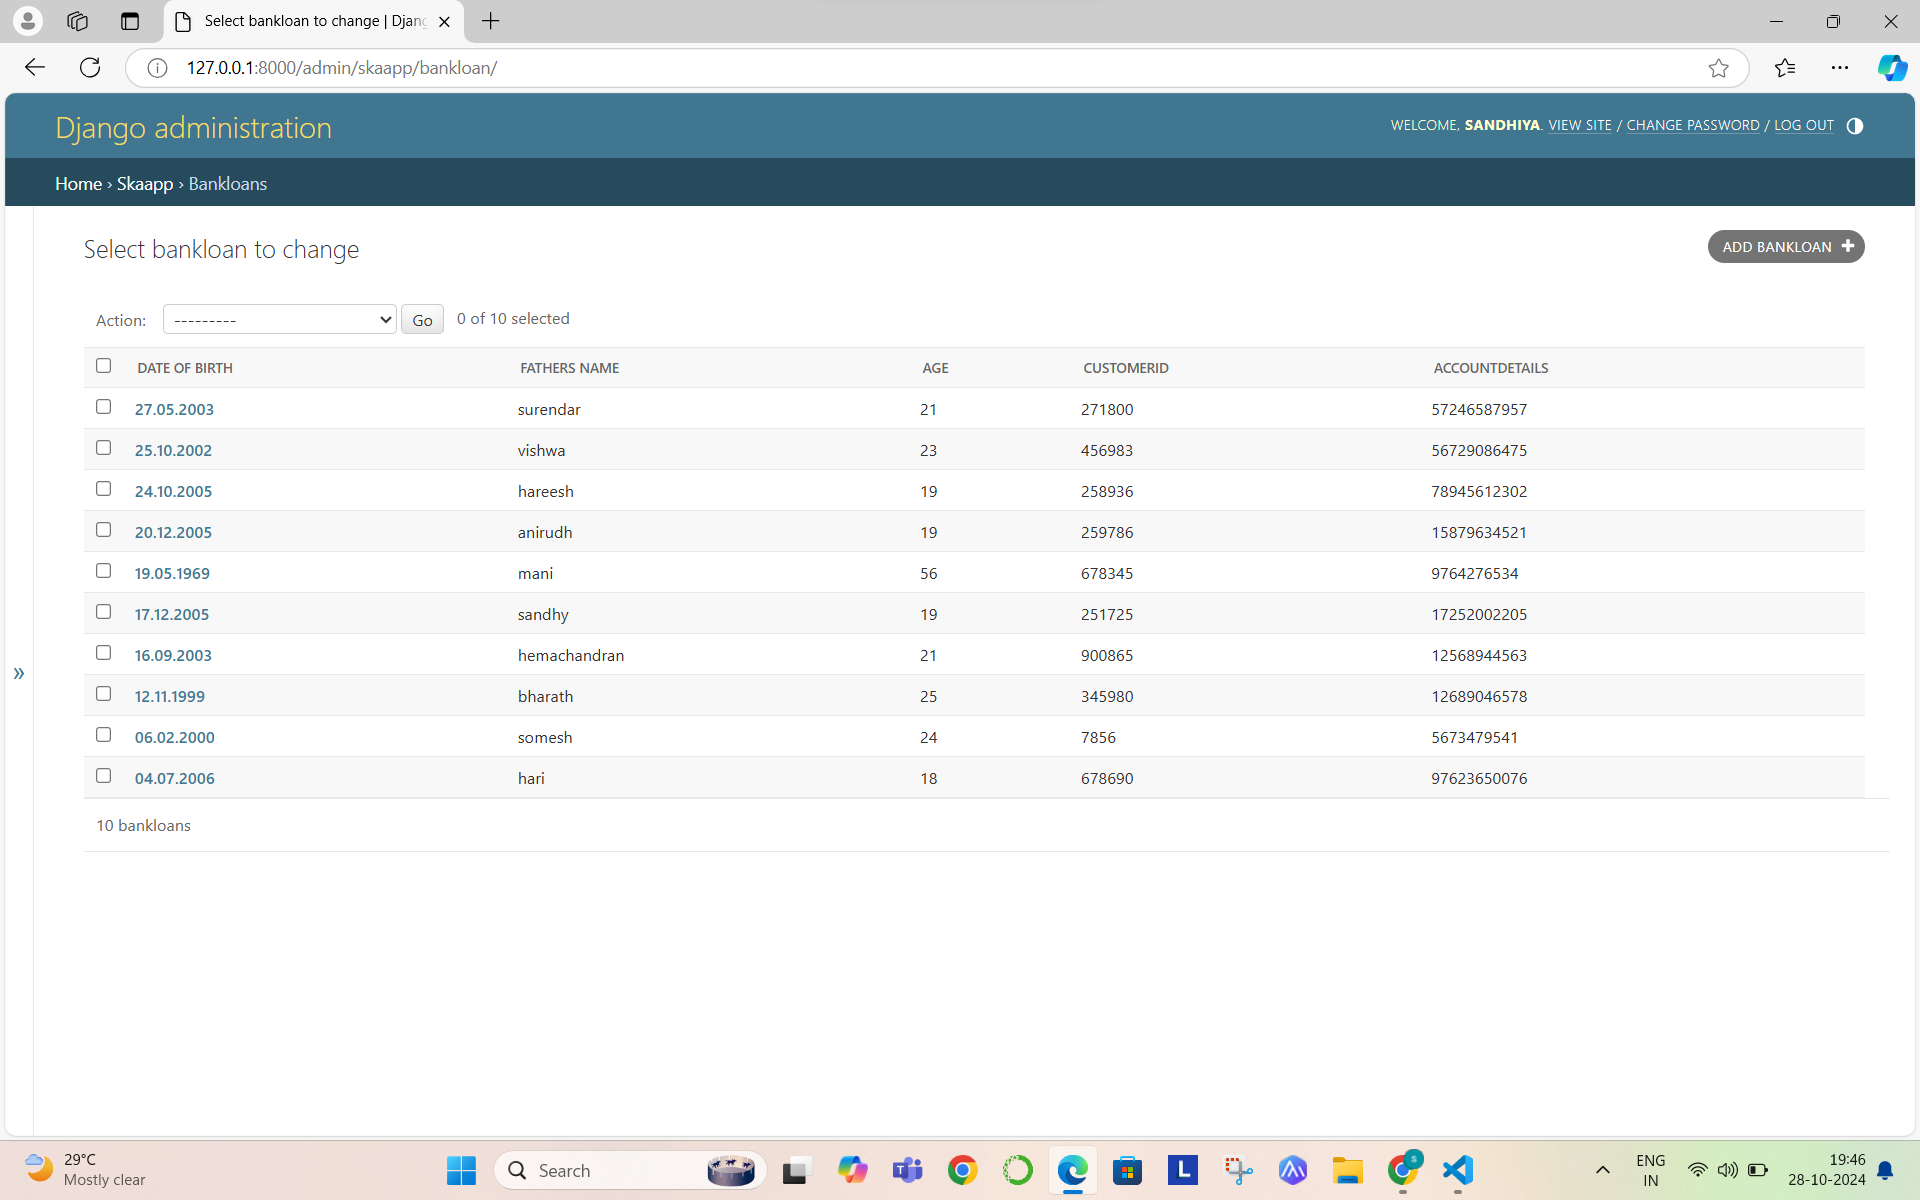 Select bankloan to change | Djang
127.0.0.1:8000/admin/skaapp/bankloan/
Django administration
WELCOME, SANDHIYA. VIEW SITE / CHANGE PASSWORD / LOG OUT
Home › Skaapp › Bankloans
Select bankloan to change
ADD BANKLOAN +
Action: --------- Go 0 of 10 selected
DATE OF BIRTH FATHERS NAME AGE CUSTOMERID ACCOUNTDETAILS
27.05.2003 surendar 21 271800 57246587957
25.10.2002 vishwa 23 456983 56729086475
24.10.2005 hareesh 19 258936 78945612302
20.12.2005 anirudh 19 259786 15879634521
19.05.1969 mani 56 678345 9764276534
17.12.2005 sandhy 19 251725 17252002205
16.09.2003 hemachandran 21 900865 12568944563
»
12.11.1999 bharath 25 345980 12689046578
06.02.2000 somesh 24 7856 5673479541
04.07.2006 hari 18 678690 97623650076
10 bankloans
29°C
Mostly clear
Search
L
S
ENG
IN
19:46
28-10-2024